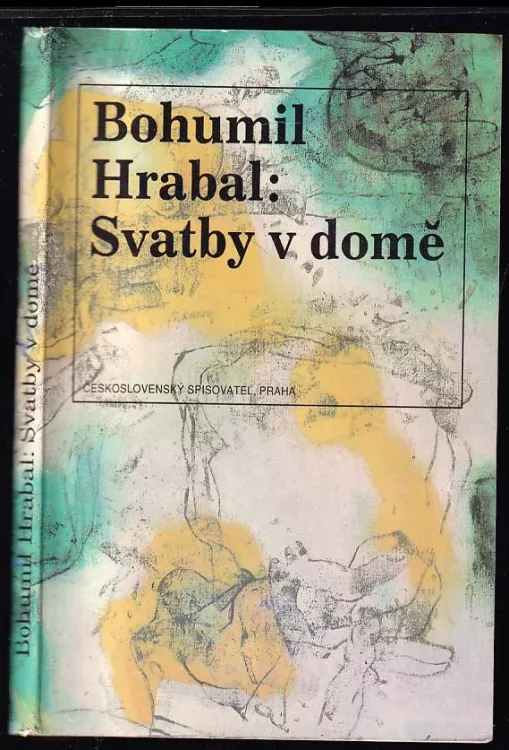 Bohumil
Hrabal:
Svatby v domě
ČESKOSLOVENSKÝ SPISOVATEL, PRAHA
Bohumil Hrabal: Svatby v domě